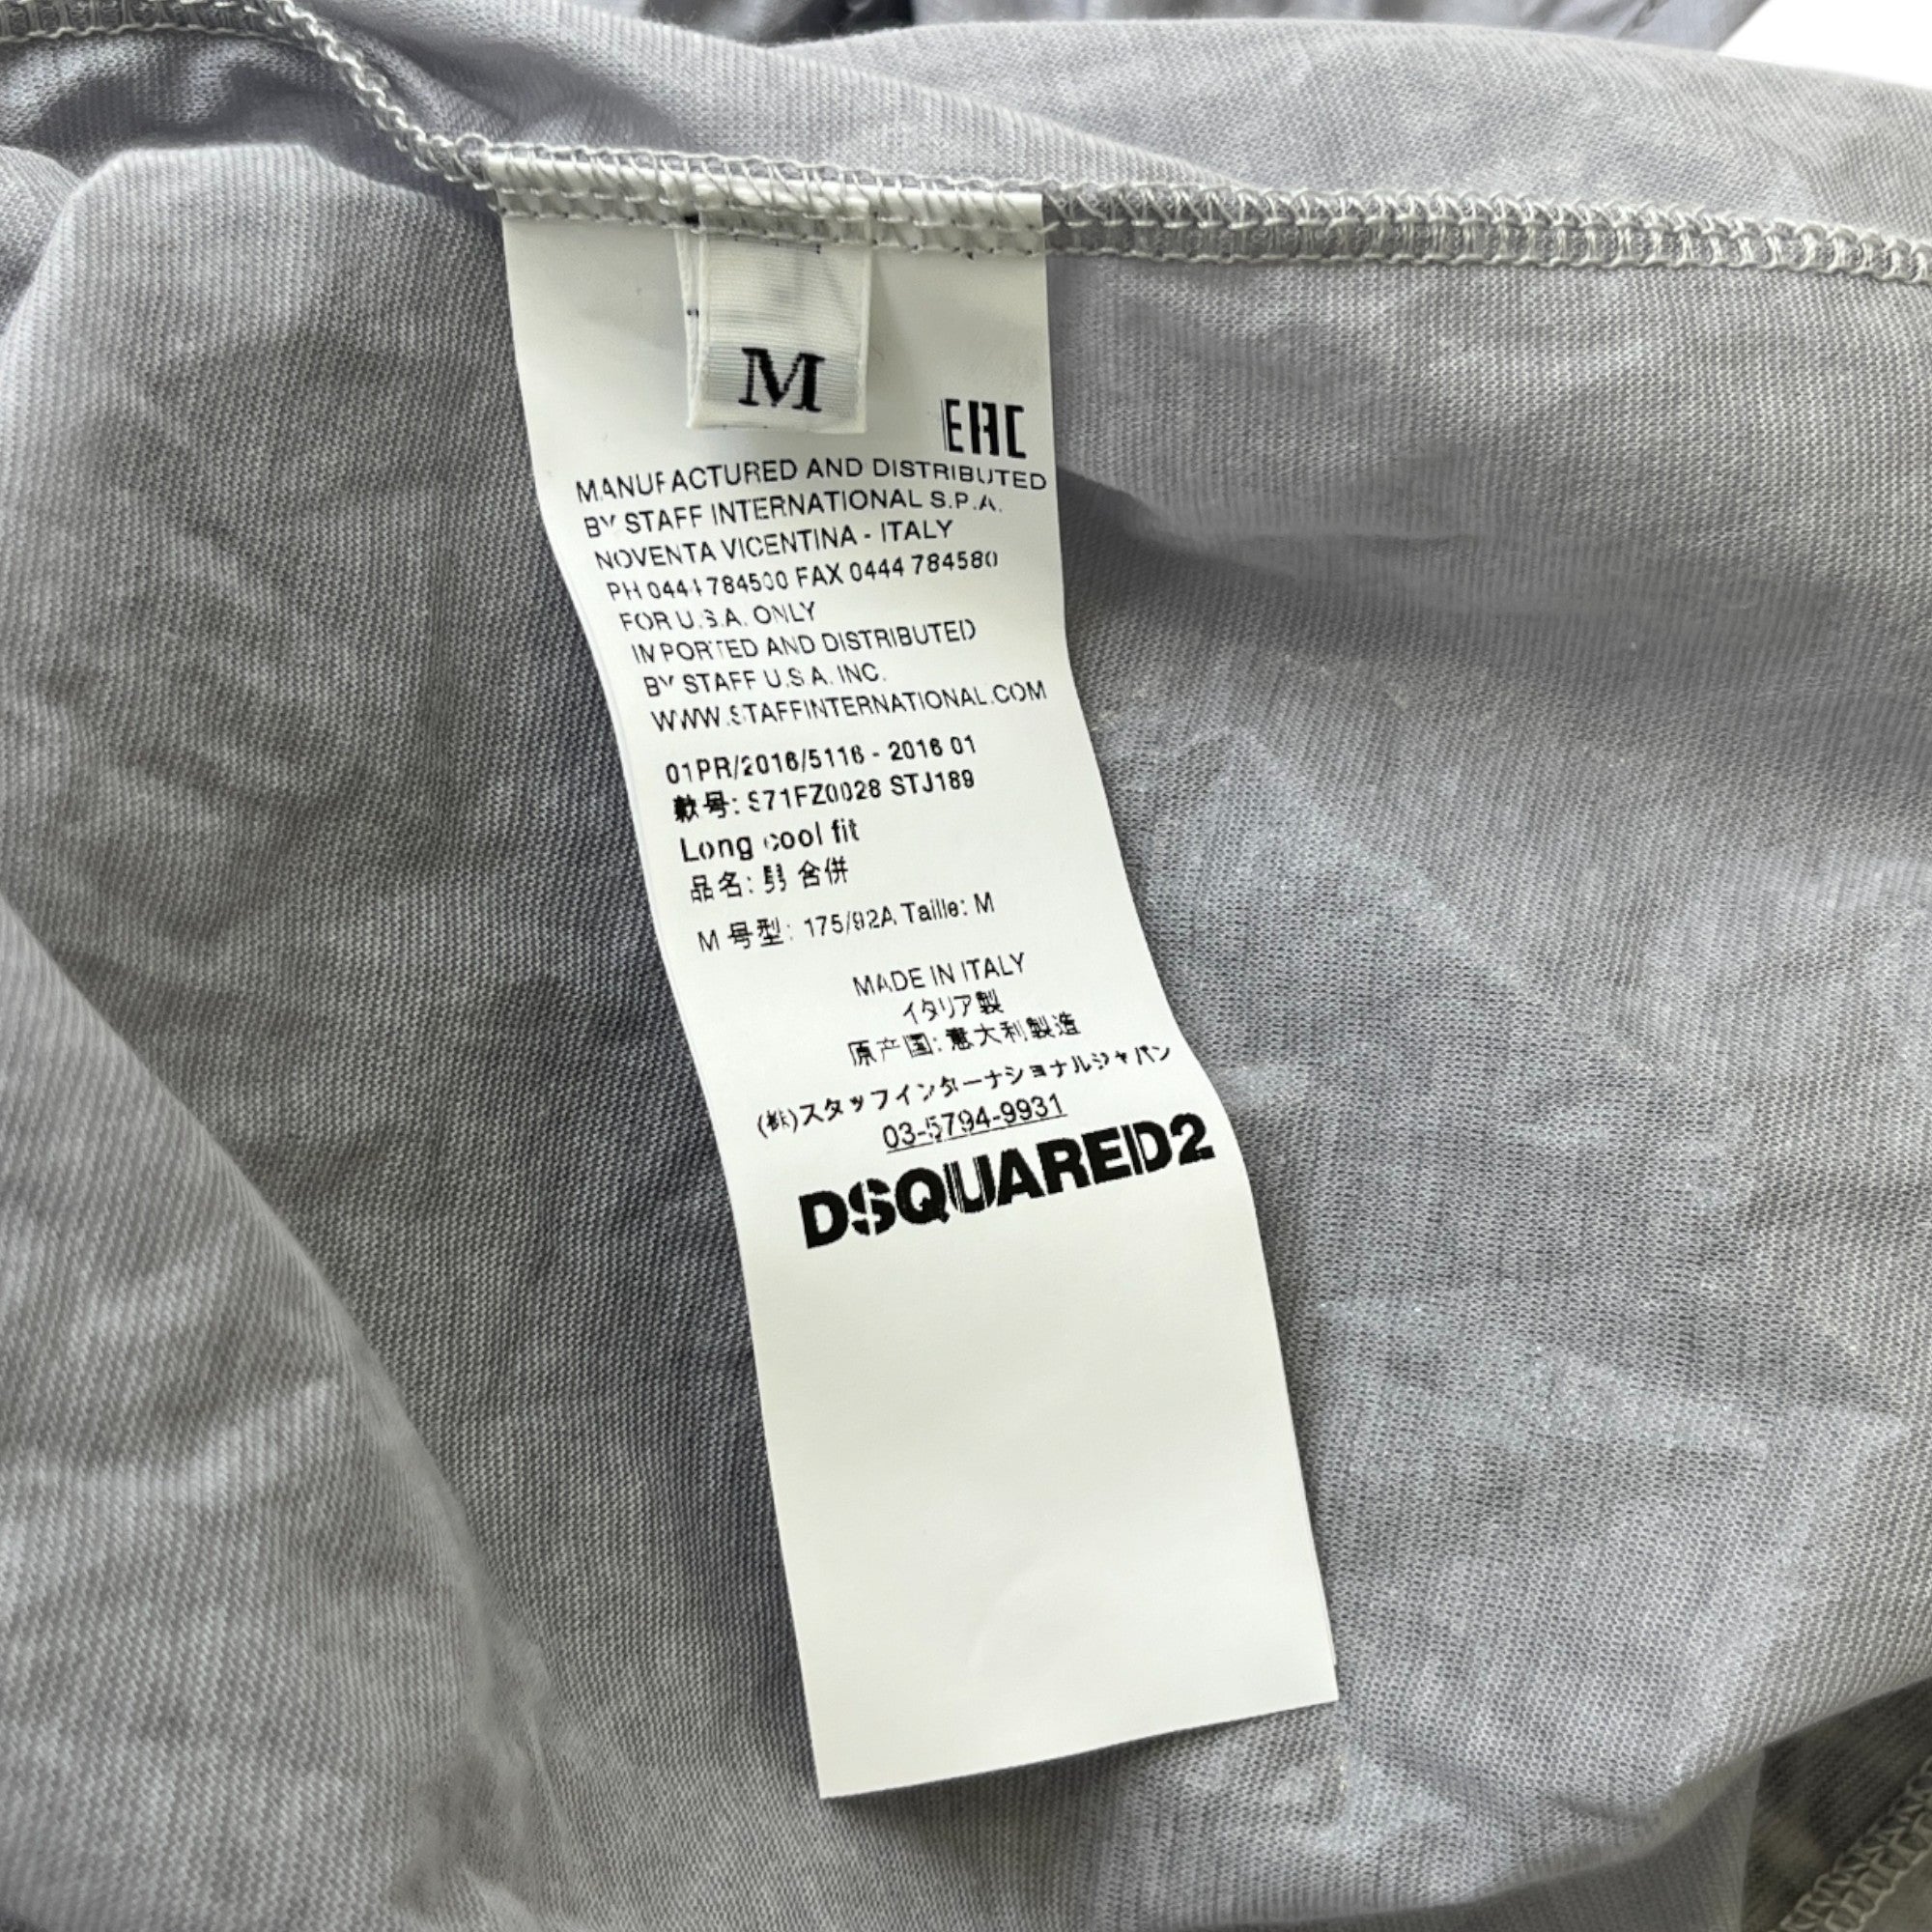 M
EAC
MANUFACTURED AND DISTRIBUTED
BY STAFF INTERNATIONAL S.P.A.
NOVENTA VICENTINA - ITALY
PH 0444 784500 FAX 0444 784580
FOR U.S.A. ONLY
IMPORTED AND DISTRIBUTED
BY STAFF U.S.A. INC.
WWW.STAFFINTERNATIONAL.COM
01PR/2016/5116 - 2016 01
款号: S71FZ0028 STJ189
Long cool fit
品名: 男
M 号型: 175/92A Taille: M
MADE IN ITALY
イタリア製
原产国: 意大利製造
(株)スタッフインターナショナルジャパン
03-5794-9931
DSQUARED2